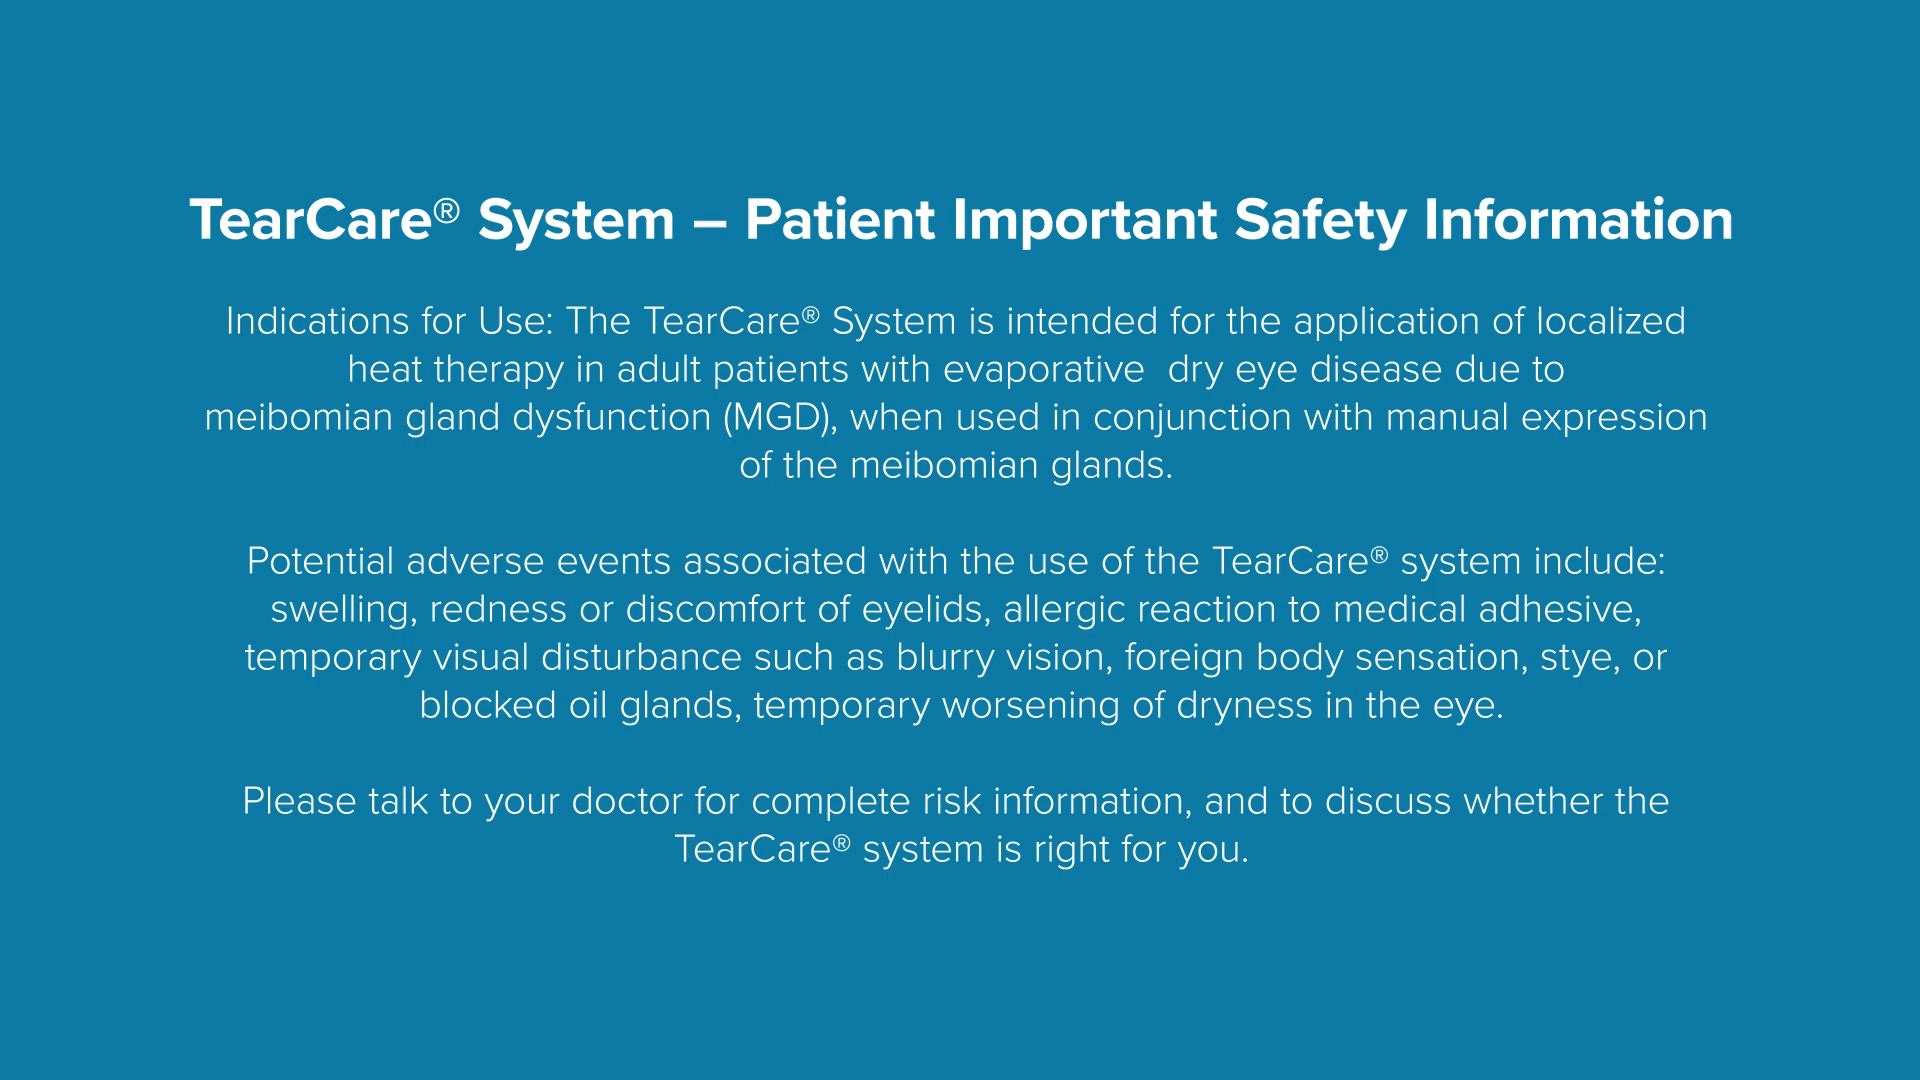 TearCare® System – Patient Important Safety Information
Indications for Use: The TearCare® System is intended for the application of localized
heat therapy in adult patients with evaporative  dry eye disease due to
meibomian gland dysfunction (MGD), when used in conjunction with manual expression
of the meibomian glands.
Potential adverse events associated with the use of the TearCare® system include:
swelling, redness or discomfort of eyelids, allergic reaction to medical adhesive,
temporary visual disturbance such as blurry vision, foreign body sensation, stye, or
blocked oil glands, temporary worsening of dryness in the eye.
Please talk to your doctor for complete risk information, and to discuss whether the
TearCare® system is right for you.